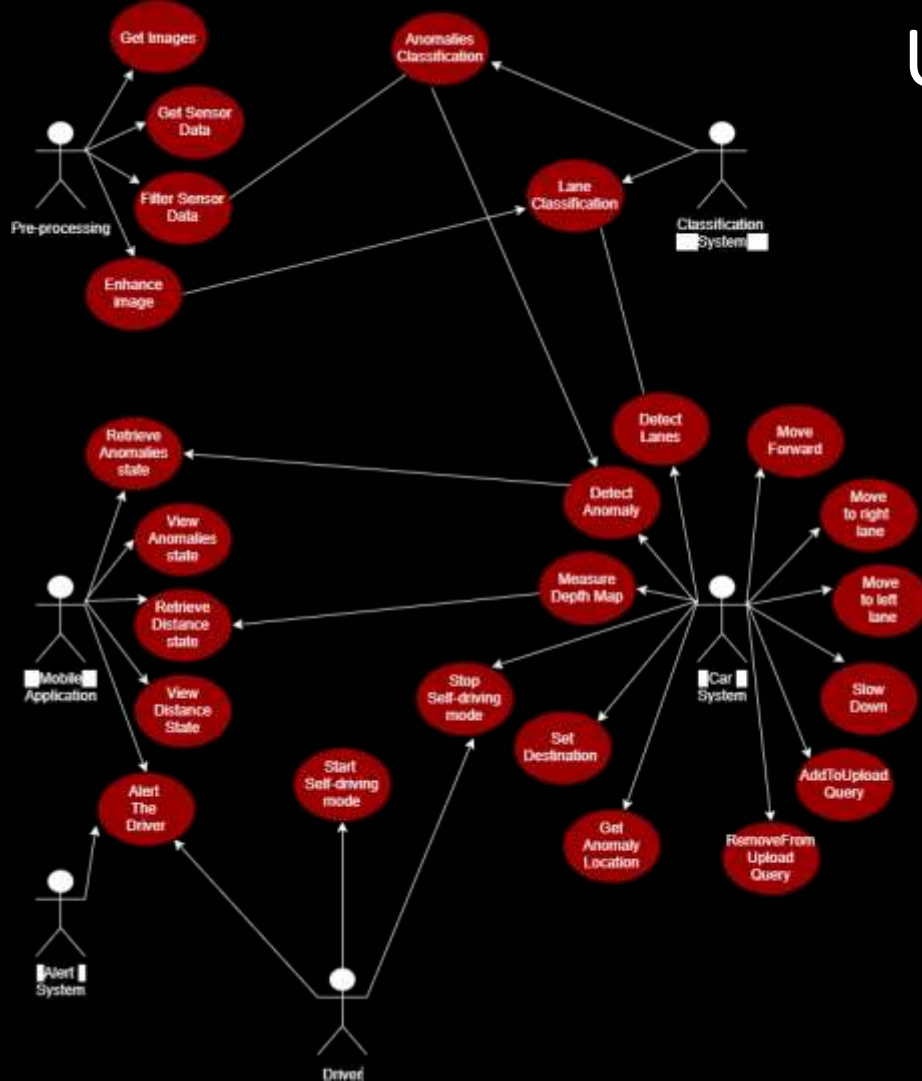 U
Get Images
Anomalies
Classification
Get Sensor
Data
Filter Sensor
Data
Pre-processing
Lane
Classification
Classification
System
Enhance
image
Retrieve
Anomalies
state
View
Anomalies
state
Retrieve
Distance
state
View
Distance
State
Mobile
Application
Alert
The
Driver
Alert
System
Detect
Lanes
Detect
Anomaly
Measure
Depth Map
Stop
Self-driving
mode
Set
Destination
Get
Anomaly
Location
Start
Self-driving
mode
Driver
Move
Forward
Move
to right
lane
Move
to left
lane
Car
System
Slow
Down
AddToUpload
Query
RemoveFrom
Upload
Query